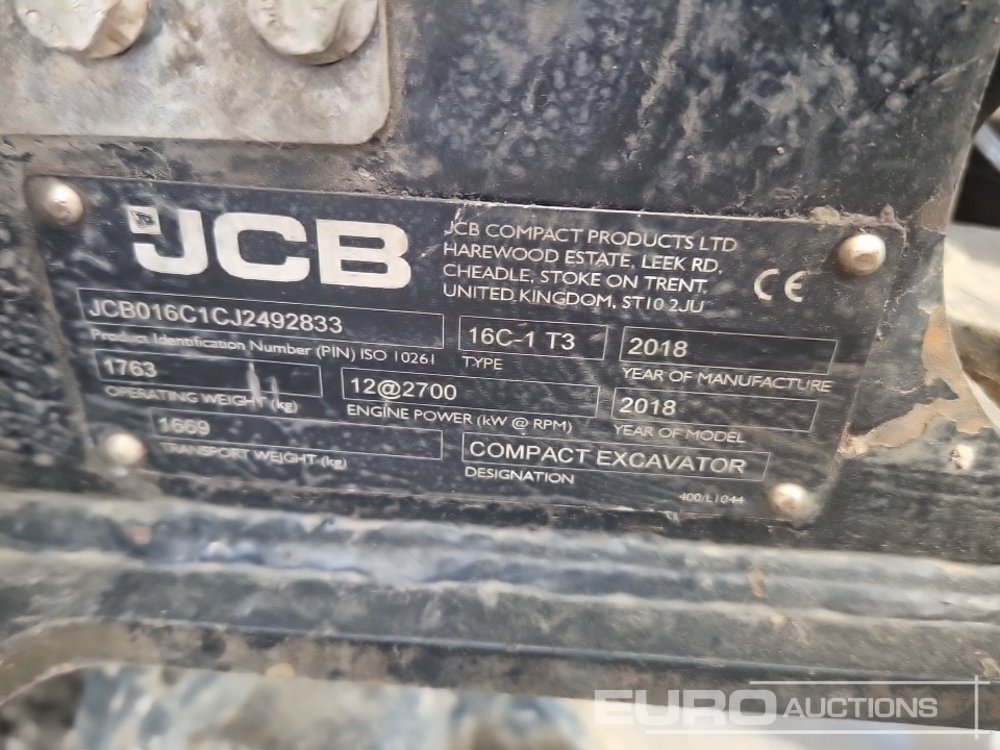 JCB
JCB COMPACT PRODUCTS LTD
HAREWOOD ESTATE, LEEK RD,
CHEADLE, STOKE ON TRENT,
UNITED KINGDOM, ST10 2JU
CE
JCB016C1CJ2492833
Product Identification Number (PIN) ISO 10261
16C-1 T3
TYPE
2018
YEAR OF MANUFACTURE
1763
OPERATING WEIGHT (kg)
12@2700
ENGINE POWER (kW @ RPM)
2018
YEAR OF MODEL
1669
TRANSPORT WEIGHT (kg)
COMPACT EXCAVATOR
DESIGNATION
400/L1044
EURO AUCTIONS